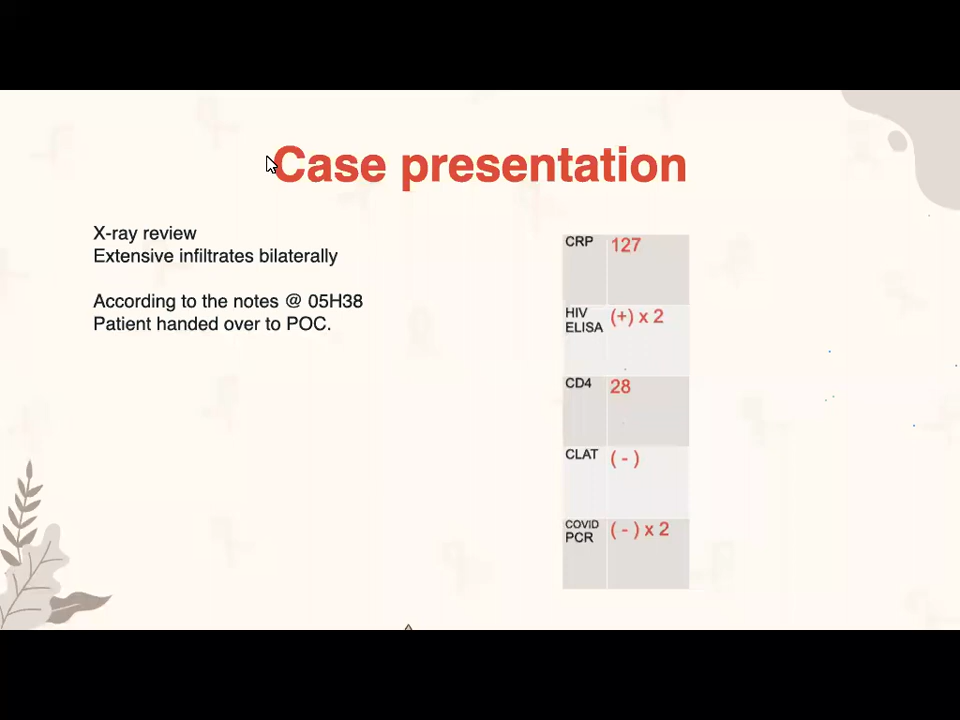 Case presentation
X-ray review
Extensive infiltrates bilaterally
According to the notes @ 05H38
Patient handed over to POC.
CRP 127
HIV
ELISA (+) x 2
CD4 28
CLAT ( - )
COVID
PCR ( - ) x 2